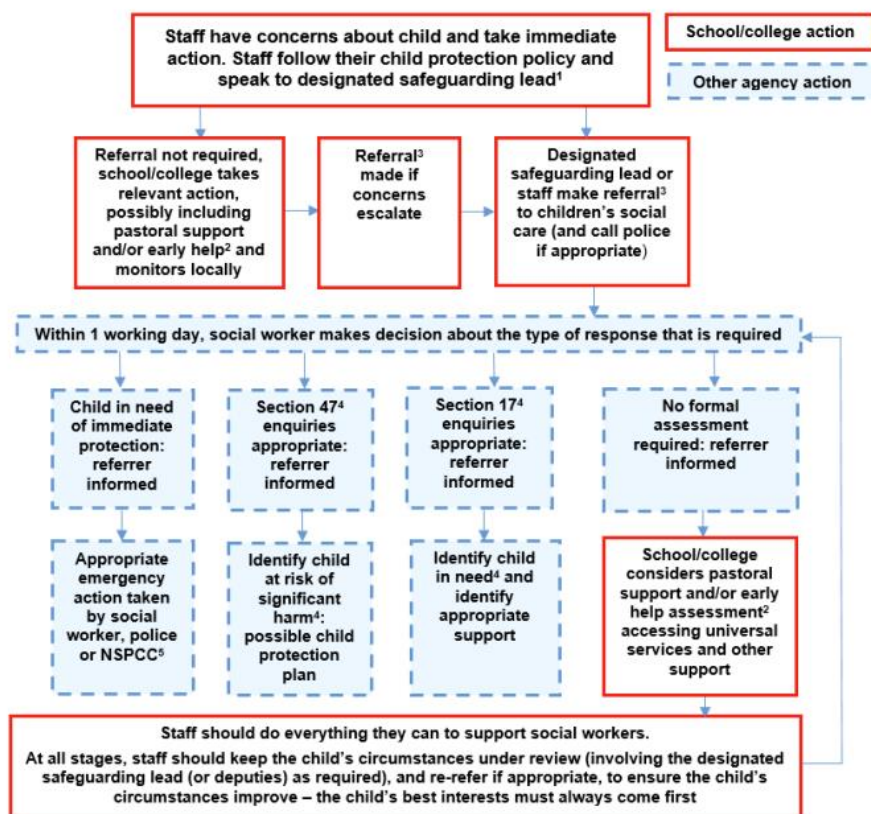 Staff have concerns about child and take immediate
action. Staff follow their child protection policy and
speak to designated safeguarding lead¹
School/college action
Other agency action
Referral not required,
school/college takes
relevant action,
possibly including
pastoral support
and/or early help² and
monitors locally
Referral³
made if
concerns
escalate
Designated
safeguarding lead or
staff make referral³
to children's social
care (and call police
if appropriate)
Within 1 working day, social worker makes decision about the type of response that is required
Child in need
of immediate
protection:
referrer
informed
Section 47⁴
enquiries
appropriate:
referrer
informed
Section 17⁴
enquiries
appropriate:
referrer
informed
No formal
assessment
required: referrer
informed
Appropriate
emergency
action taken
by social
worker, police
or NSPCC⁵
Identify child
at risk of
significant
harm⁴:
possible child
protection
plan
Identify child
in need⁴ and
identify
appropriate
support
School/college
considers pastoral
support and/or early
help assessment²
accessing universal
services and other
support
Staff should do everything they can to support social workers.
At all stages, staff should keep the child's circumstances under review (involving the designated
safeguarding lead (or deputies) as required), and re-refer if appropriate, to ensure the child's
circumstances improve – the child's best interests must always come first